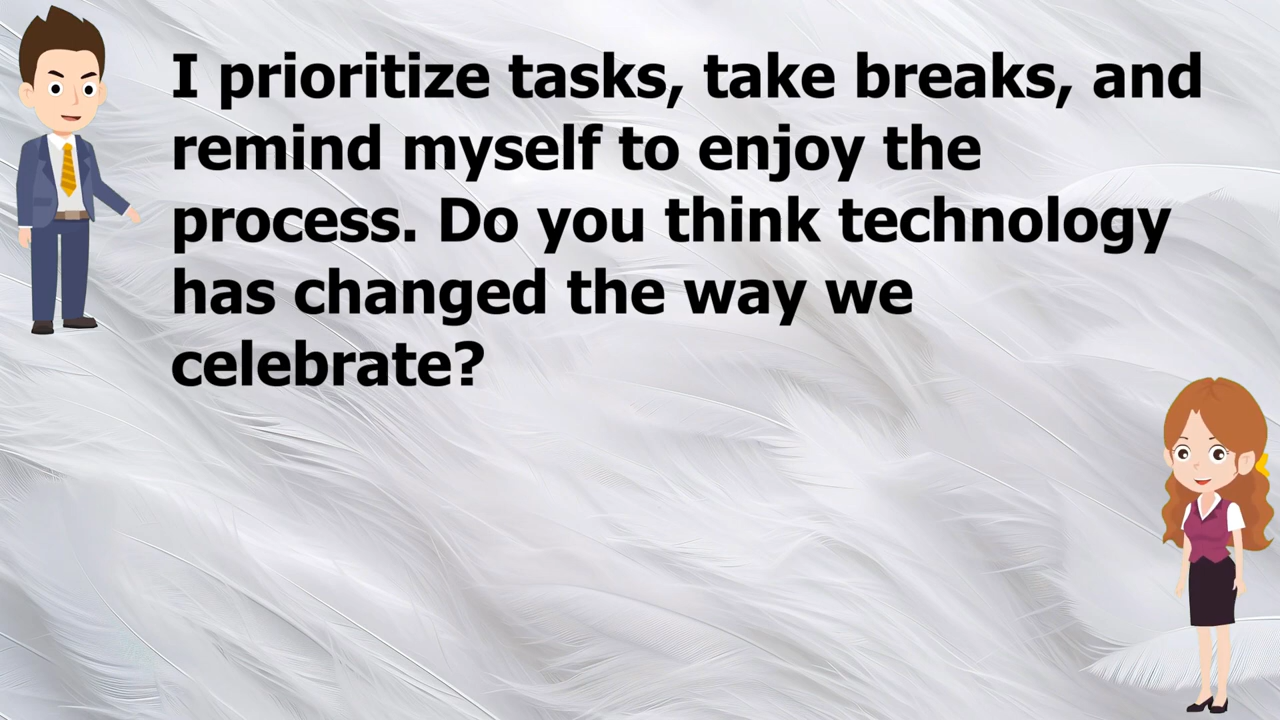 I prioritize tasks, take breaks, and
remind myself to enjoy the
process. Do you think technology
has changed the way we
celebrate?